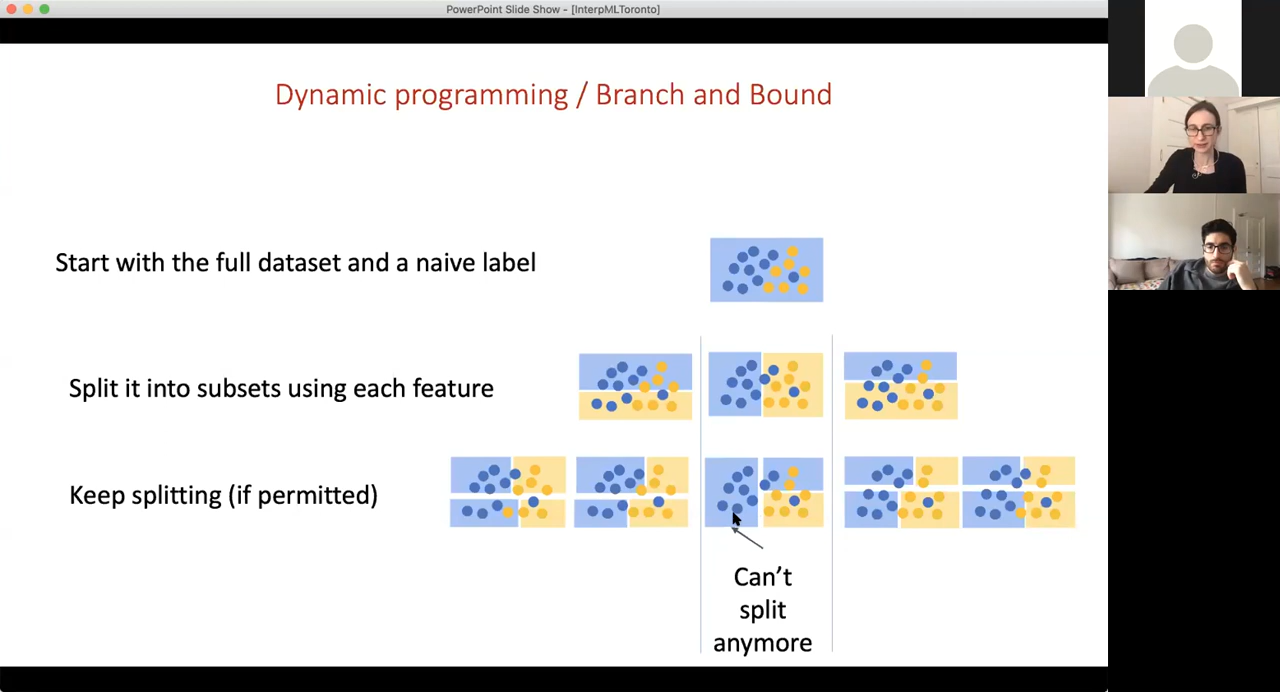 PowerPoint Slide Show - [InterpMLToronto]
Dynamic programming / Branch and Bound
Start with the full dataset and a naive label
Split it into subsets using each feature
Keep splitting (if permitted)
Can't
split
anymore